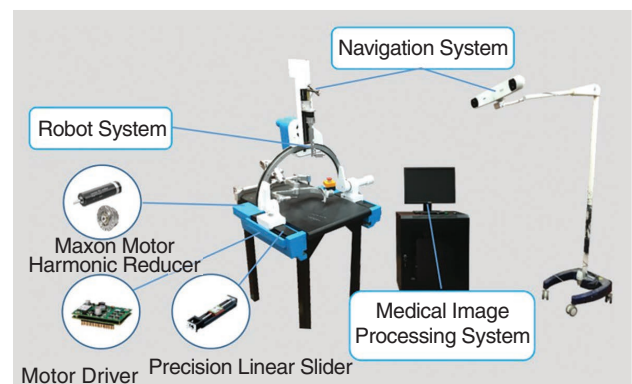 Navigation System
Robot System
Maxon Motor
Harmonic Reducer
Medical Image
Processing System
Motor Driver
Precision Linear Slider